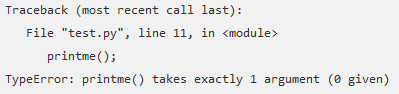 Traceback (most recent call last):
   File "test.py", line 11, in <module>
      printme();
TypeError: printme() takes exactly 1 argument (0 given)